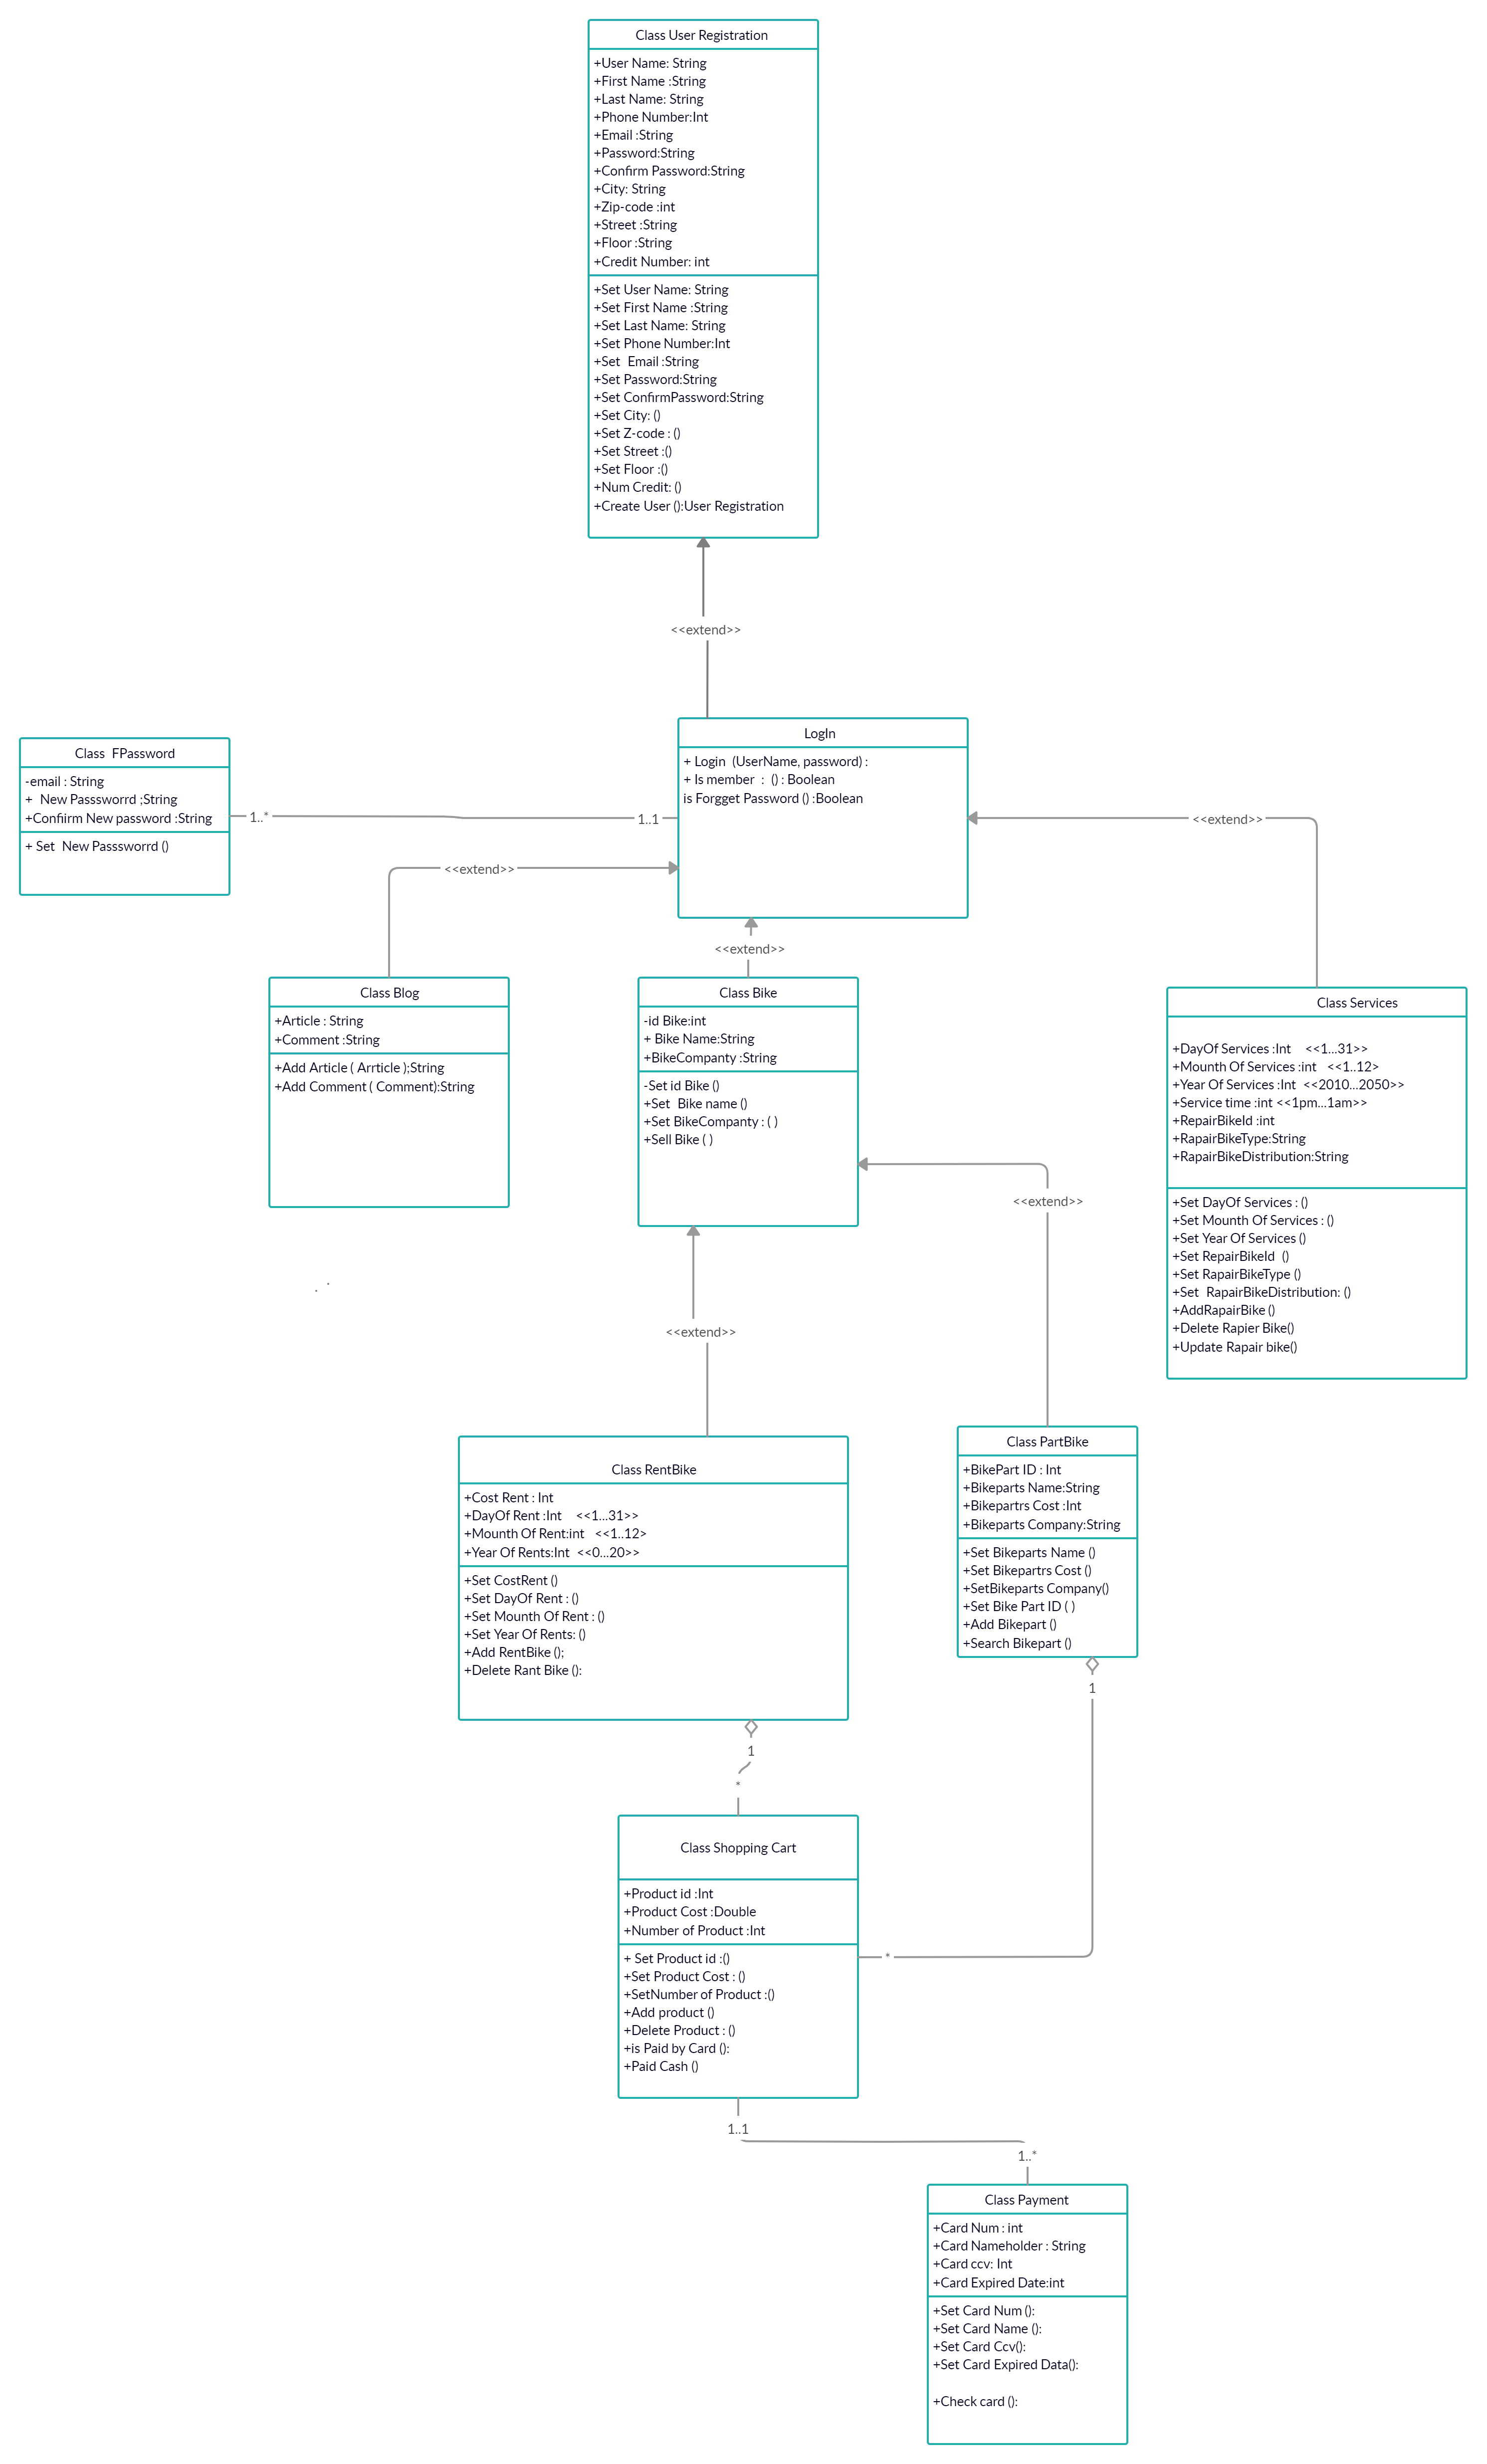 Class User Registration
+User Name: String
+First Name :String
+Last Name: String
+Phone Number:Int
+Email :String
+Password:String
+Confirm Password:String
+City: String
+Zip-code :int
+Street :String
+Floor :String
+Credit Number: int
+Set User Name: String
+Set First Name :String
+Set Last Name: String
+Set Phone Number:Int
+Set  Email :String
+Set Password:String
+Set ConfirmPassword:String
+Set City: ()
+Set Z-code : ()
+Set Street :()
+Set Floor :()
+Num Credit: ()
+Create User ():User Registration
<<extend>>
LogIn
+ Login  (UserName, password) :
+ Is member  :  () : Boolean
is Forgget Password () :Boolean
Class  FPassword
-email : String
+  New Passsworrd ;String
+Confiirm New password :String
+ Set  New Passsworrd ()
1..*
1..1
<<extend>>
<<extend>>
<<extend>>
Class Blog
+Article : String
+Comment :String
+Add Article ( Arrticle );String
+Add Comment ( Comment):String
Class Bike
-id Bike:int
+ Bike Name:String
+BikeCompanty :String
-Set id Bike ()
+Set  Bike name ()
+Set BikeCompanty : ( )
+Sell Bike ( )
Class Services
+DayOf Services :Int    <<1...31>>
+Mounth Of Services :int   <<1..12>
+Year Of Services :Int  <<2010...2050>>
+Service time :int <<1pm...1am>>
+RepairBikeId :int
+RapairBikeType:String
+RapairBikeDistribution:String
+Set DayOf Services : ()
+Set Mounth Of Services : ()
+Set Year Of Services ()
+Set RepairBikeId  ()
+Set RapairBikeType ()
+Set  RapairBikeDistribution: ()
+AddRapairBike ()
+Delete Rapier Bike()
+Update Rapair bike()
<<extend>>
<<extend>>
Class RentBike
+Cost Rent : Int
+DayOf Rent :Int    <<1...31>>
+Mounth Of Rent:int   <<1..12>
+Year Of Rents:Int  <<0...20>>
+Set CostRent ()
+Set DayOf Rent : ()
+Set Mounth Of Rent : ()
+Set Year Of Rents: ()
+Add RentBike ();
+Delete Rant Bike ():
Class PartBike
+BikePart ID : Int
+Bikeparts Name:String
+Bikepartrs Cost :Int
+Bikeparts Company:String
+Set Bikeparts Name ()
+Set Bikepartrs Cost ()
+SetBikeparts Company()
+Set Bike Part ID ( )
+Add Bikepart ()
+Search Bikepart ()
1
1
*
Class Shopping Cart
+Product id :Int
+Product Cost :Double
+Number of Product :Int
+ Set Product id :()
+Set Product Cost : ()
+SetNumber of Product :()
+Add product ()
+Delete Product : ()
+is Paid by Card ():
+Paid Cash ()
*
1..1
1..*
Class Payment
+Card Num : int
+Card Nameholder : String
+Card ccv: Int
+Card Expired Date:int
+Set Card Num ():
+Set Card Name ():
+Set Card Ccv():
+Set Card Expired Data():
+Check card ():